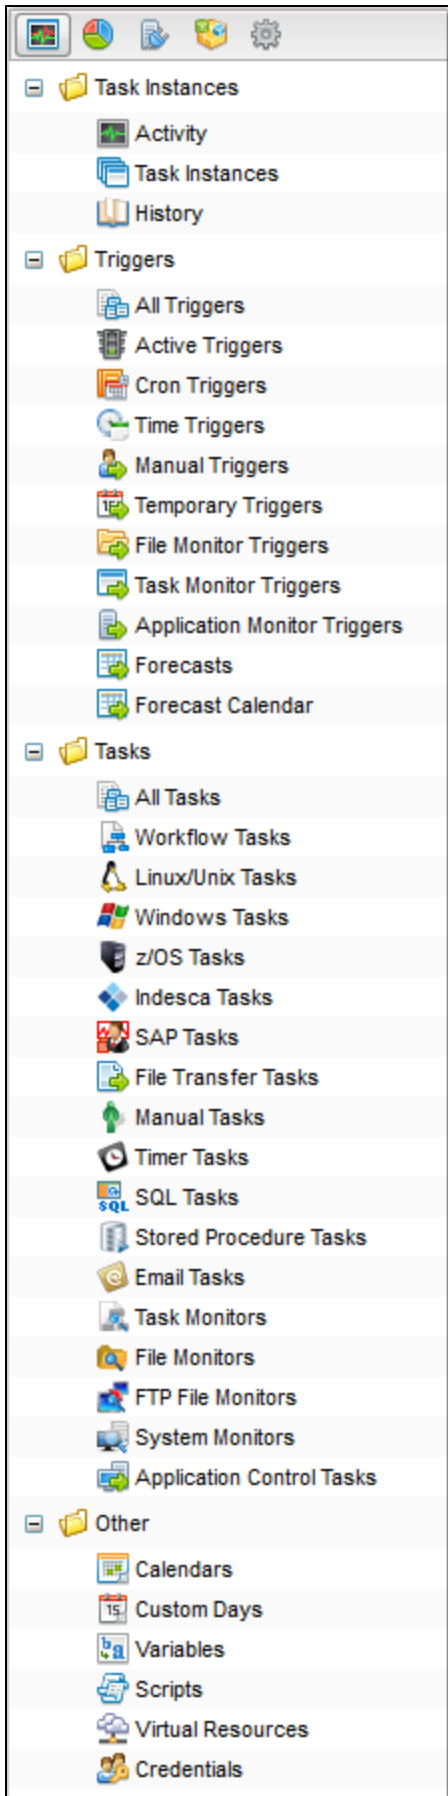 Task Instances
Activity
Task Instances
History
Triggers
All Triggers
Active Triggers
Cron Triggers
Time Triggers
Manual Triggers
Temporary Triggers
File Monitor Triggers
Task Monitor Triggers
Application Monitor Triggers
Forecasts
Forecast Calendar
Tasks
All Tasks
Workflow Tasks
Linux/Unix Tasks
Windows Tasks
z/OS Tasks
Indesca Tasks
SAP Tasks
File Transfer Tasks
Manual Tasks
Timer Tasks
SQL Tasks
Stored Procedure Tasks
Email Tasks
Task Monitors
File Monitors
FTP File Monitors
System Monitors
Application Control Tasks
Other
Calendars
Custom Days
Variables
Scripts
Virtual Resources
Credentials